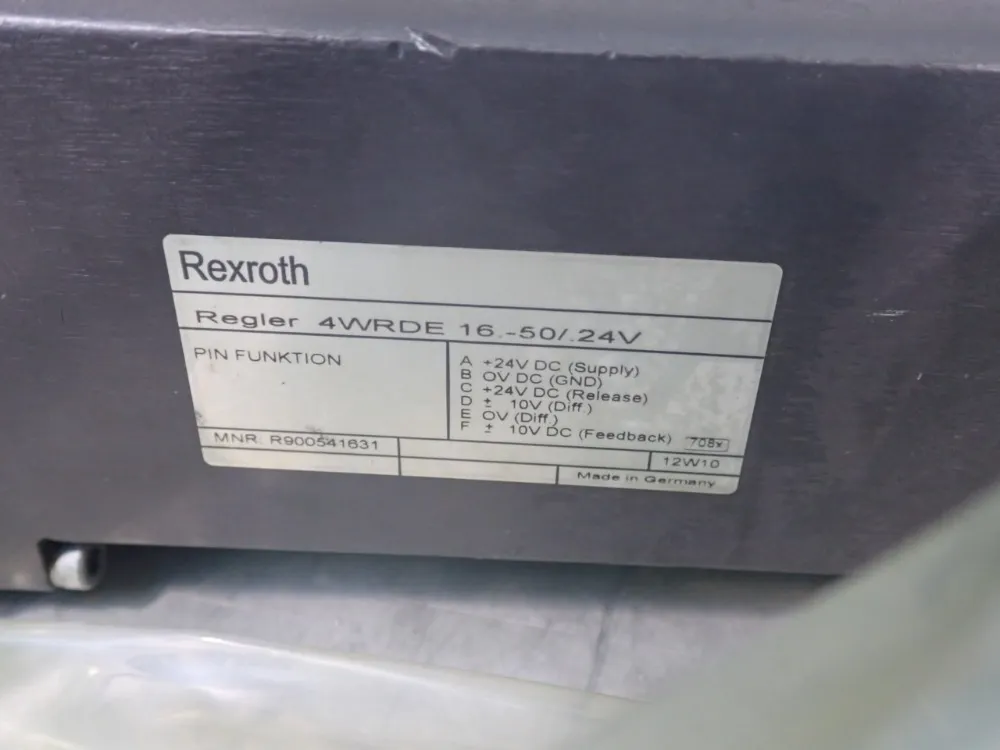 Rexroth
Regler 4WRDE 16.-50/.24V
PIN FUNKTION
A +24V DC (Supply)
B 0V DC (GND)
C +24V DC (Release)
D ± 10V (Diff.)
E 0V (Diff.)
F ± 10V DC (Feedback)
708x
MNR: R900541631
12W10
Made in Germany